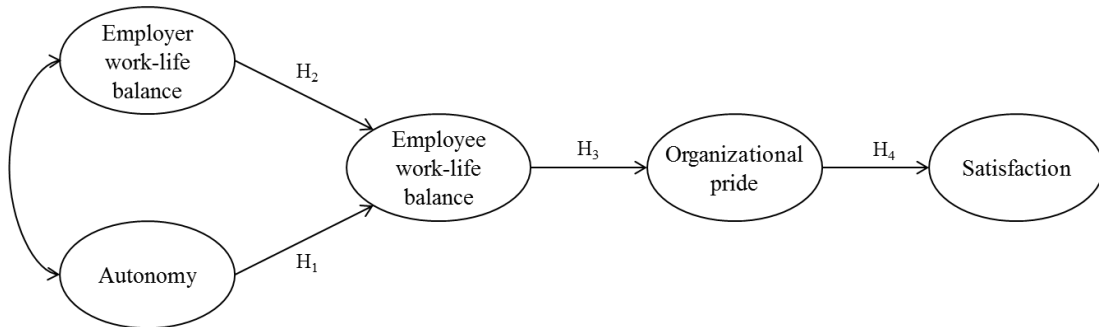 Employer
work-life
balance
H₂
Employee
work-life
balance
H₃
Organizational
pride
H₄
Satisfaction
Autonomy
H₁